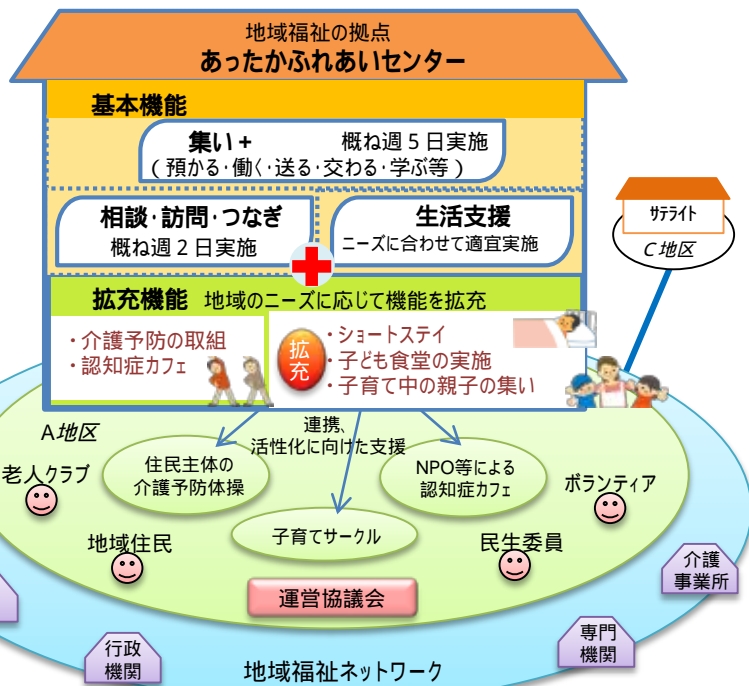 地域福祉の拠点
あったかふれあいセンター
基本機能
集い+ 概ね週5日実施
(預かる・働く・送る・交わる・学ぶ等)
相談・訪問・つなぎ
概ね週2日実施
生活支援
ニーズに合わせて適宜実施
サテライト
C地区
拡充機能 地域のニーズに応じて機能を拡充
・介護予防の取組
・認知症カフェ
拡充
・ショートステイ
・子ども食堂の実施
・子育て中の親子の集い
A地区
連携、
活性化に向けた支援
老人クラブ
住民主体の
介護予防体操
NPO等による
認知症カフェ
ボランティア
地域住民
子育てサークル
民生委員
運営協議会
介護
事業所
行政
機関
専門
機関
地域福祉ネットワーク